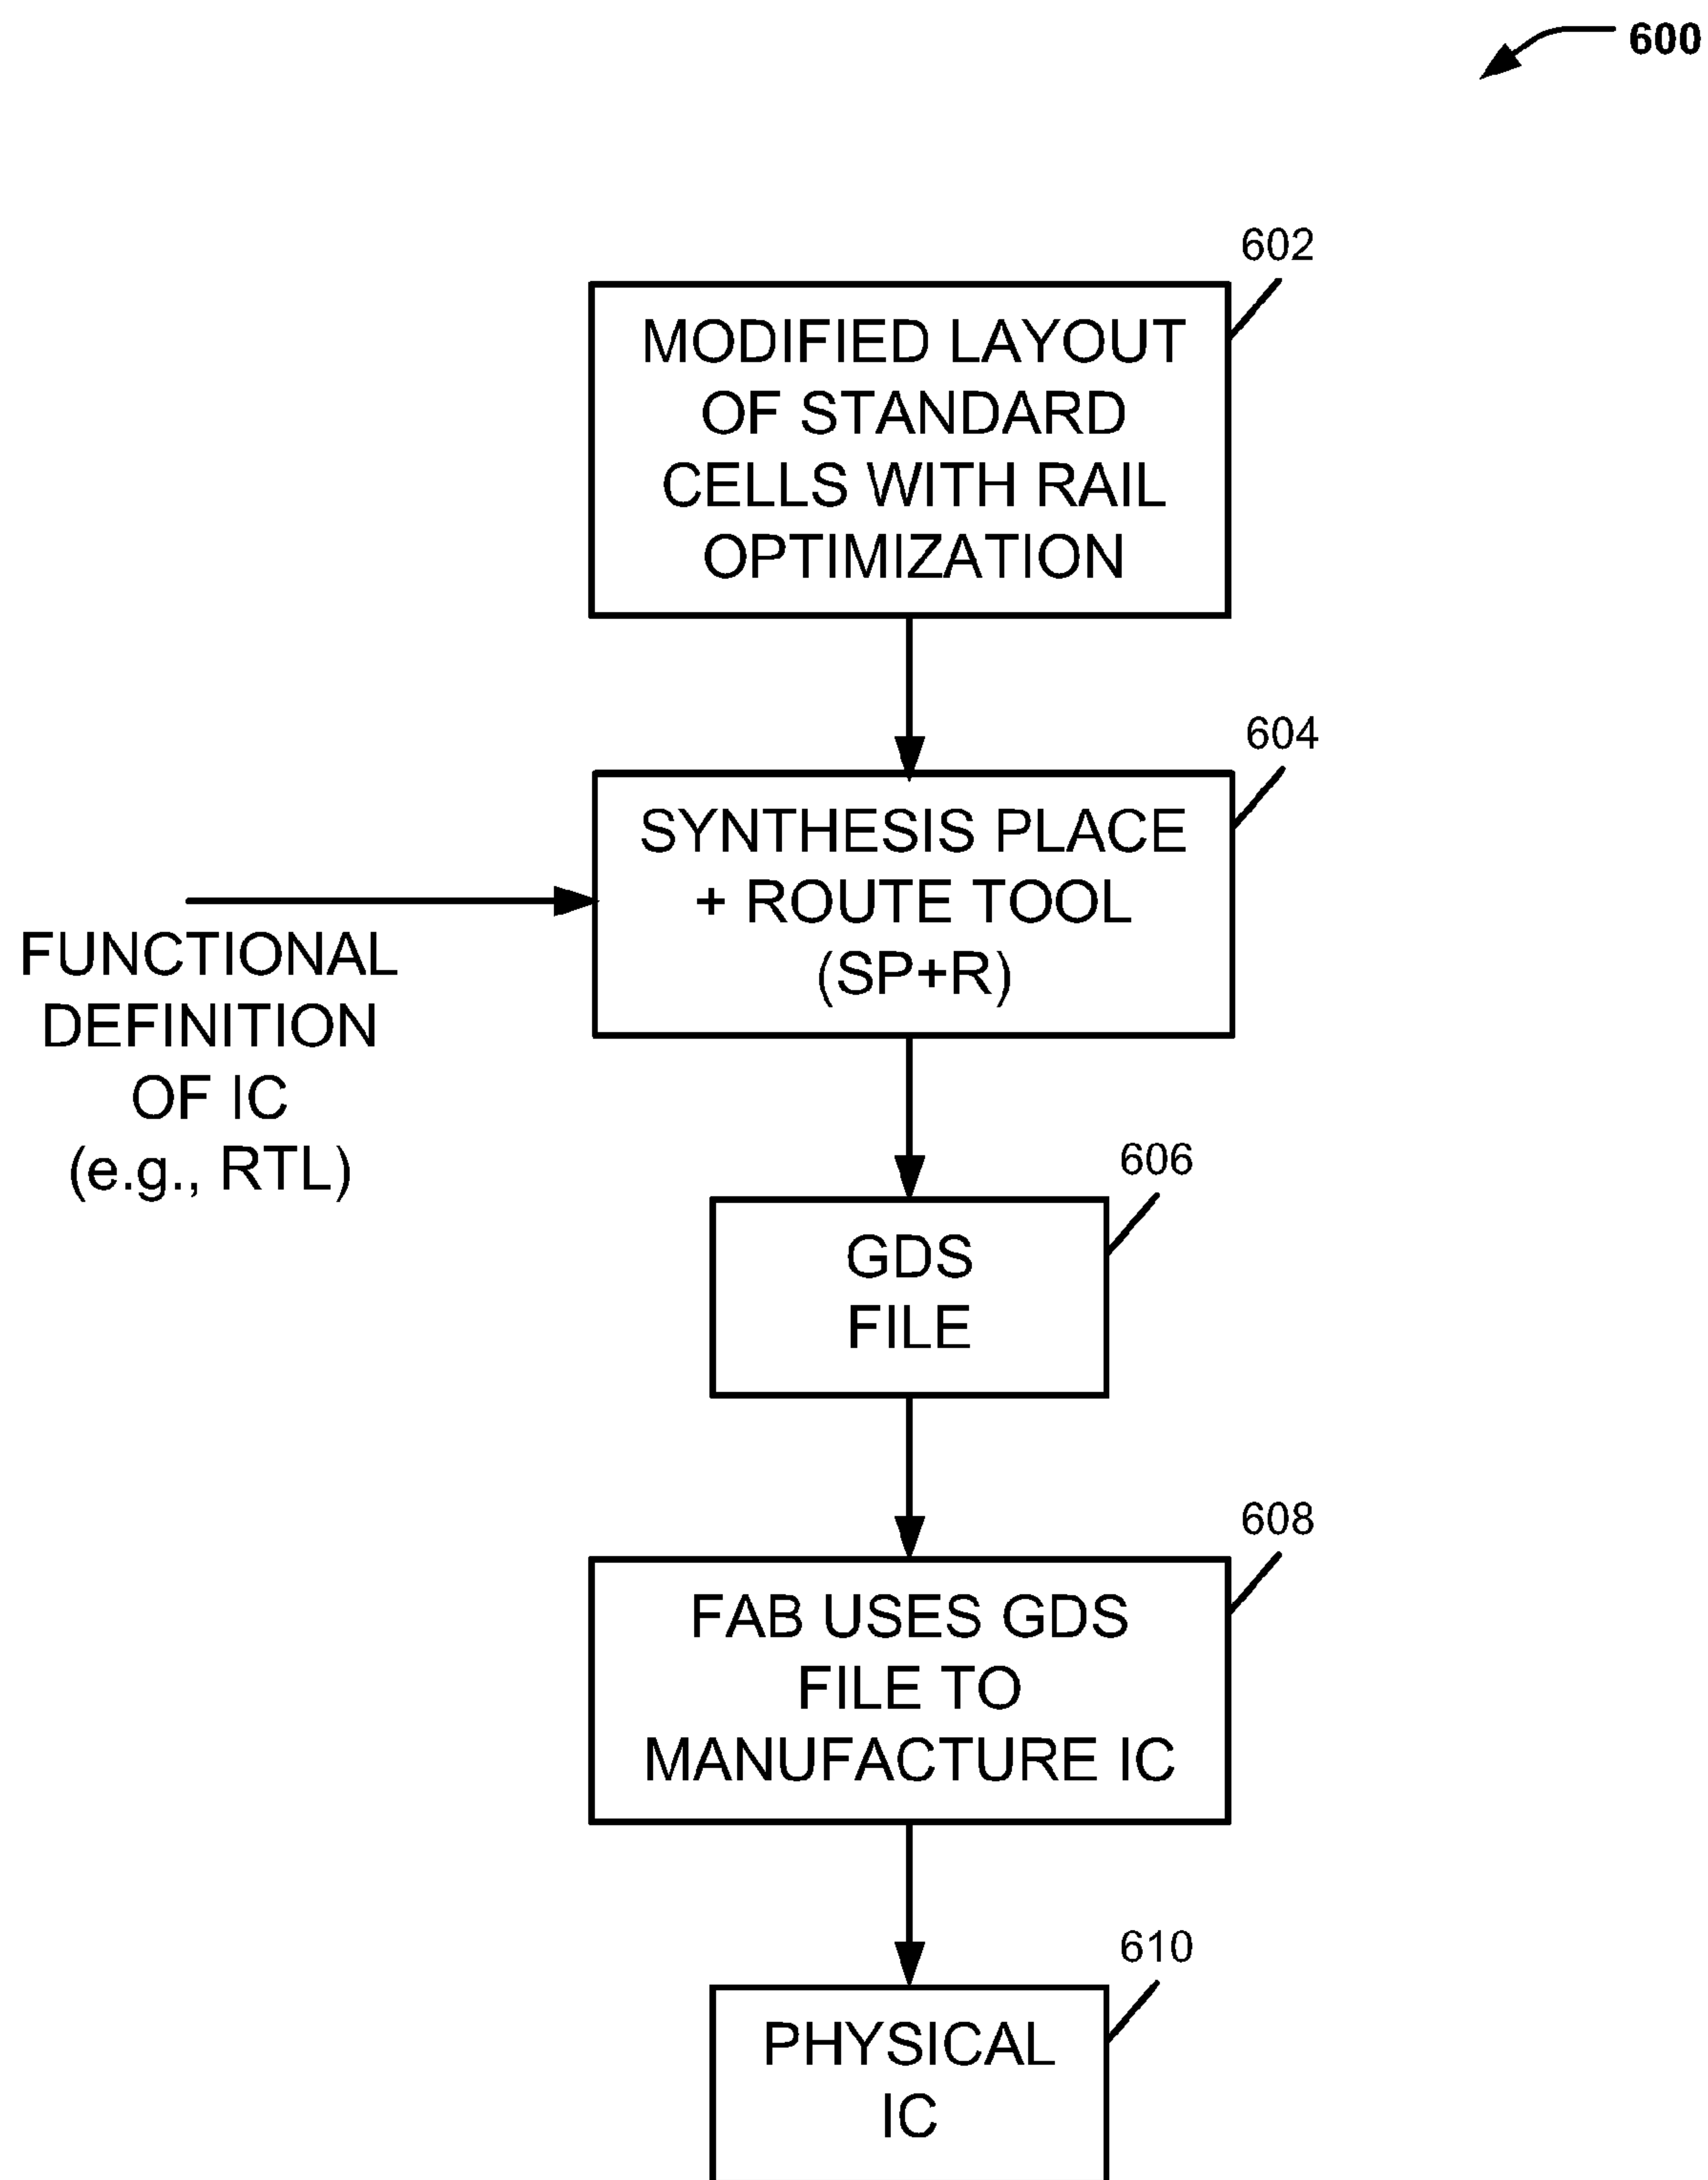 600
602
MODIFIED LAYOUT
OF STANDARD
CELLS WITH RAIL
OPTIMIZATION
604
SYNTHESIS PLACE
+ ROUTE TOOL
(SP+R)
FUNCTIONAL
DEFINITION
OF IC
(e.g., RTL)
606
GDS
FILE
608
FAB USES GDS
FILE TO
MANUFACTURE IC
610
PHYSICAL
IC